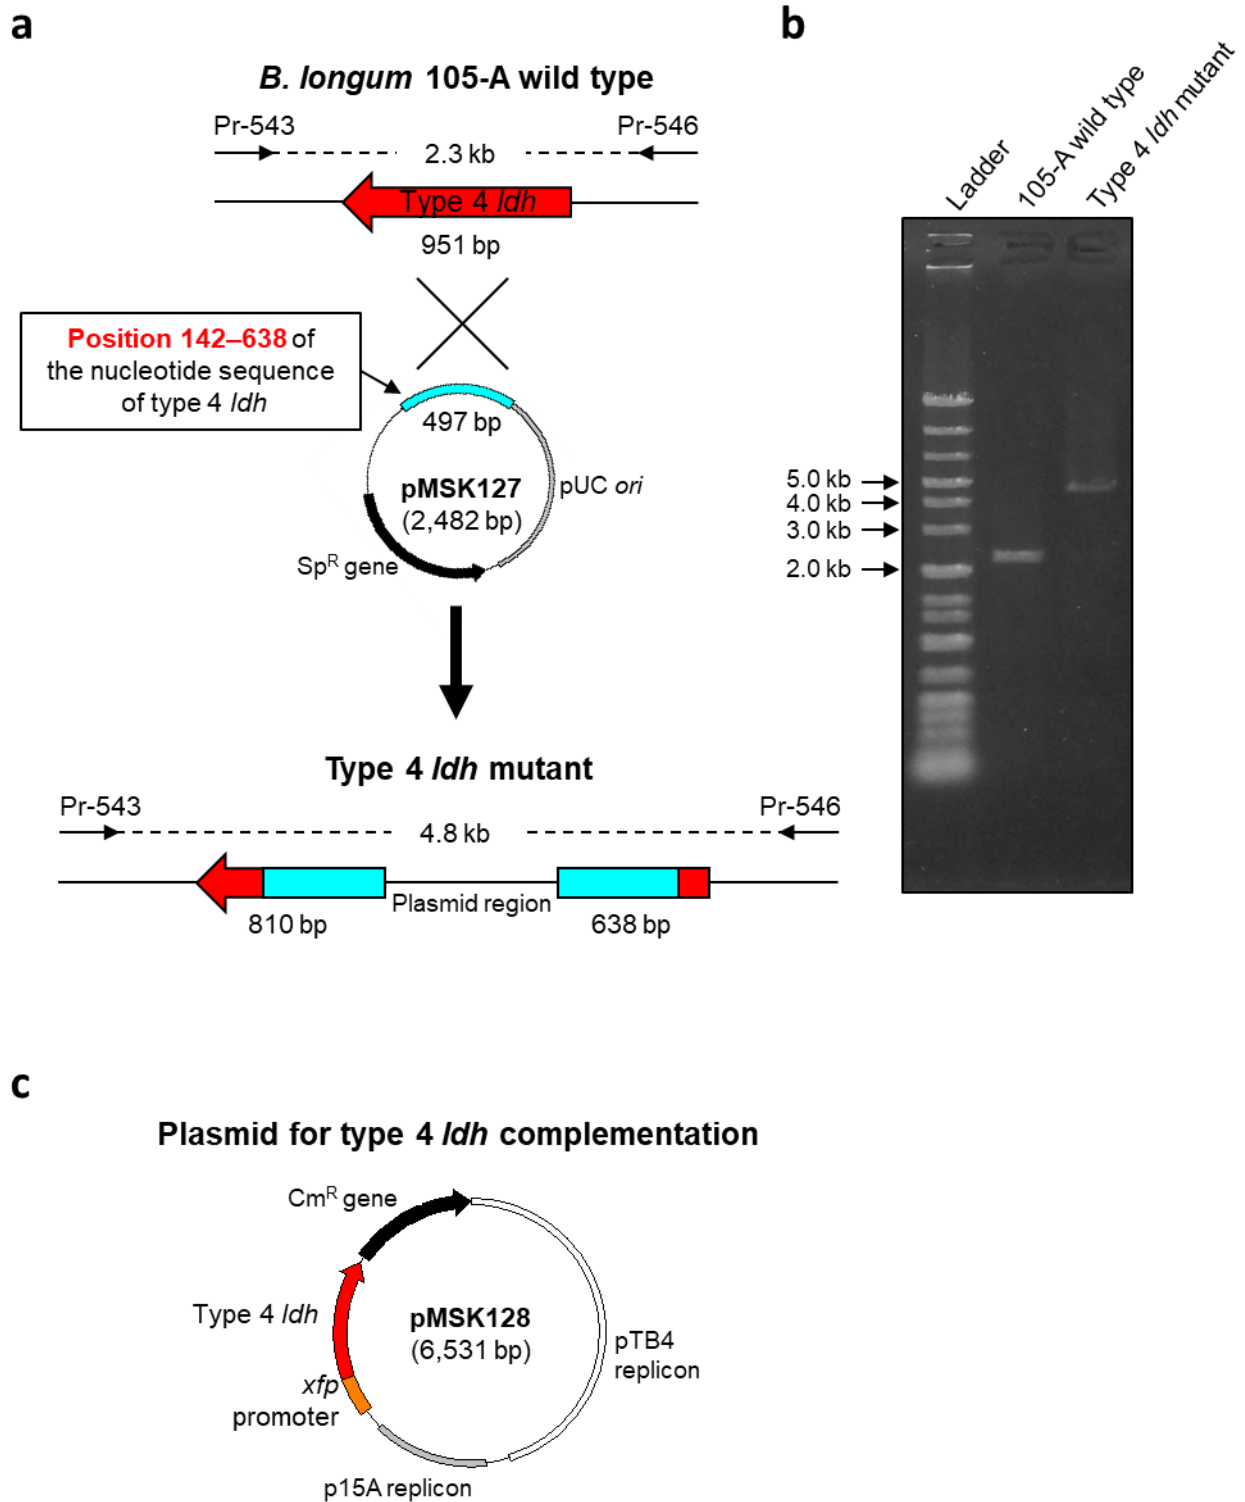 a
B. longum 105-A wild type
Pr-543
Pr-546
2.3 kb
Type 4 ldh
951 bp
Position 142–638 of
the nucleotide sequence
of type 4 ldh
497 bp
pMSK127
(2,482 bp)
pUC ori
SpR gene
Type 4 ldh mutant
Pr-543
Pr-546
4.8 kb
Plasmid region
810 bp
638 bp
b
Ladder
105-A wild type
Type 4 ldh mutant
5.0 kb
4.0 kb
3.0 kb
2.0 kb
c
Plasmid for type 4 ldh complementation
CmR gene
Type 4 ldh
pMSK128
(6,531 bp)
pTB4
replicon
xfp
promoter
p15A replicon